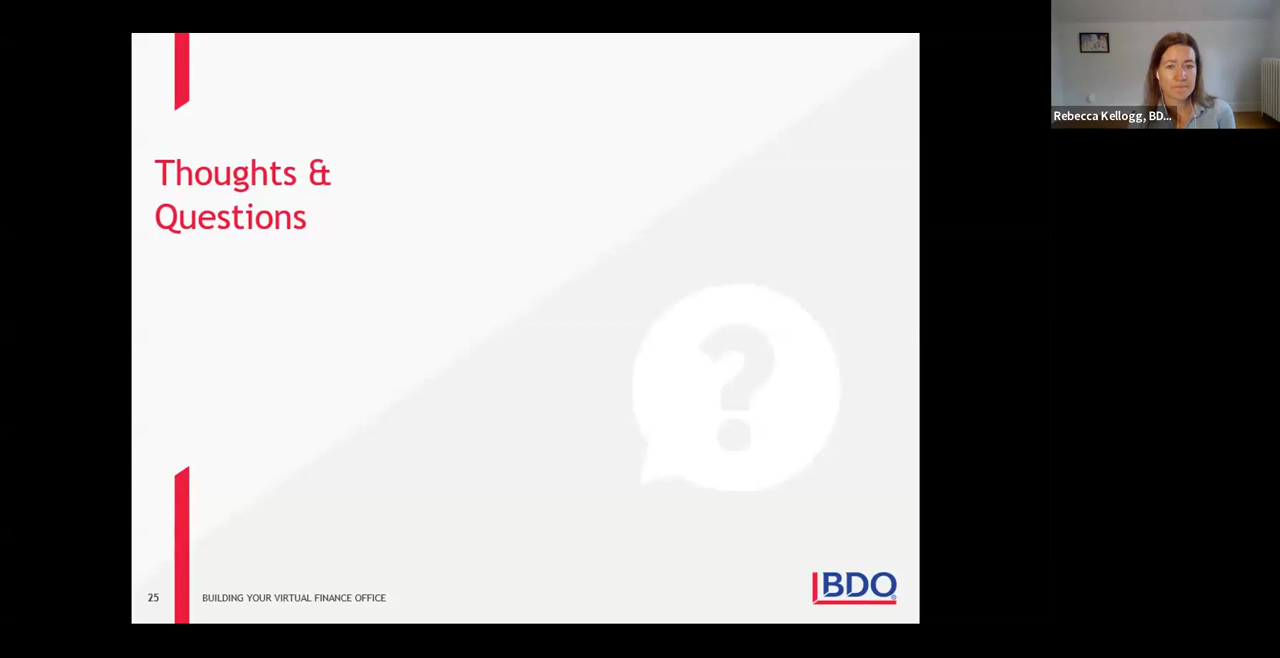 Thoughts &
Questions
25
BUILDING YOUR VIRTUAL FINANCE OFFICE
BDO
Rebecca Kellogg, BD...